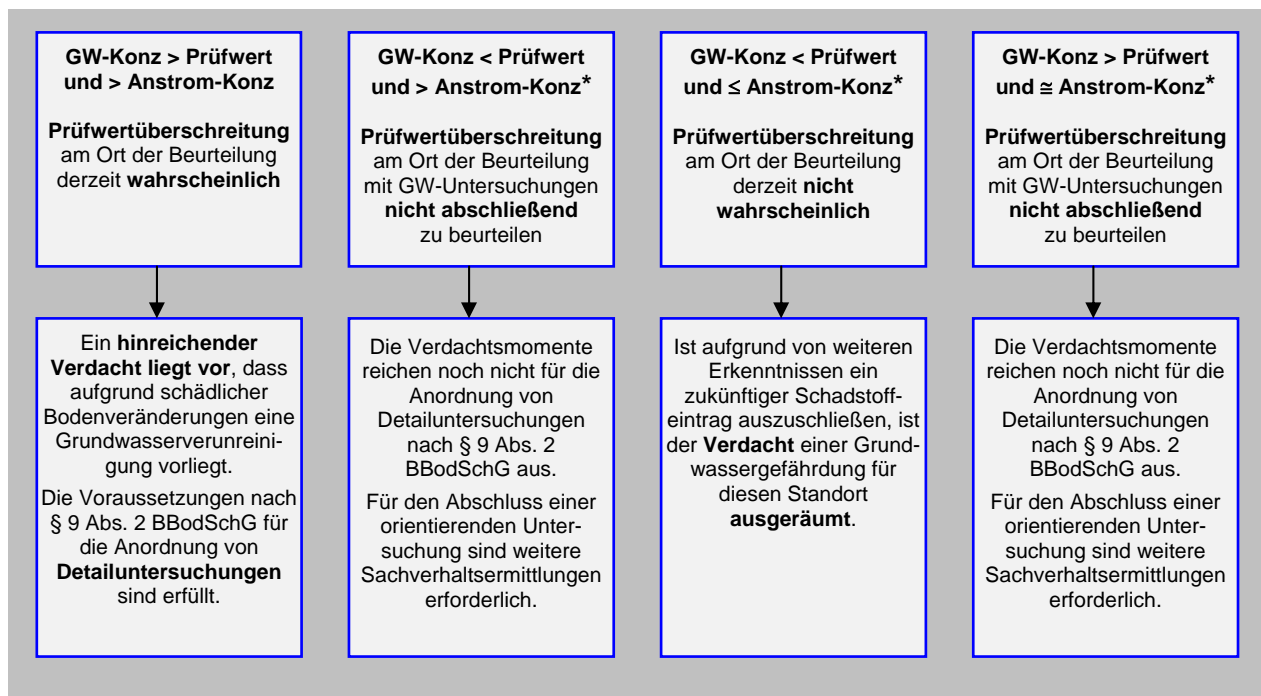 GW-Konz > Prüfwert
und > Anstrom-Konz
Prüfwertüberschreitung
am Ort der Beurteilung
derzeit wahrscheinlich
GW-Konz < Prüfwert
und > Anstrom-Konz*
Prüfwertüberschreitung
am Ort der Beurteilung
mit GW-Untersuchungen
nicht abschließend
zu beurteilen
GW-Konz < Prüfwert
und ≤ Anstrom-Konz*
Prüfwertüberschreitung
am Ort der Beurteilung
derzeit nicht
wahrscheinlich
GW-Konz > Prüfwert
und ≅ Anstrom-Konz*
Prüfwertüberschreitung
am Ort der Beurteilung
mit GW-Untersuchungen
nicht abschließend
zu beurteilen
Ein hinreichender
Verdacht liegt vor, dass
aufgrund schädlicher
Bodenveränderungen eine
Grundwasserverunreini-
gung vorliegt.
Die Voraussetzungen nach
§ 9 Abs. 2 BBodSchG für
die Anordnung von
Detailuntersuchungen
sind erfüllt.
Die Verdachtsmomente
reichen noch nicht für die
Anordnung von
Detailuntersuchungen
nach § 9 Abs. 2
BBodSchG aus.
Für den Abschluss einer
orientierenden Unter-
suchung sind weitere
Sachverhaltsermittlungen
erforderlich.
Ist aufgrund von weiteren
Erkenntnissen ein
zukünftiger Schadstoff-
eintrag auszuschließen, ist
der Verdacht einer Grund-
wassergefährdung für
diesen Standort
ausgeräumt.
Die Verdachtsmomente
reichen noch nicht für die
Anordnung von
Detailuntersuchungen
nach § 9 Abs. 2
BBodSchG aus.
Für den Abschluss einer
orientierenden Unter-
suchung sind weitere
Sachverhaltsermittlungen
erforderlich.